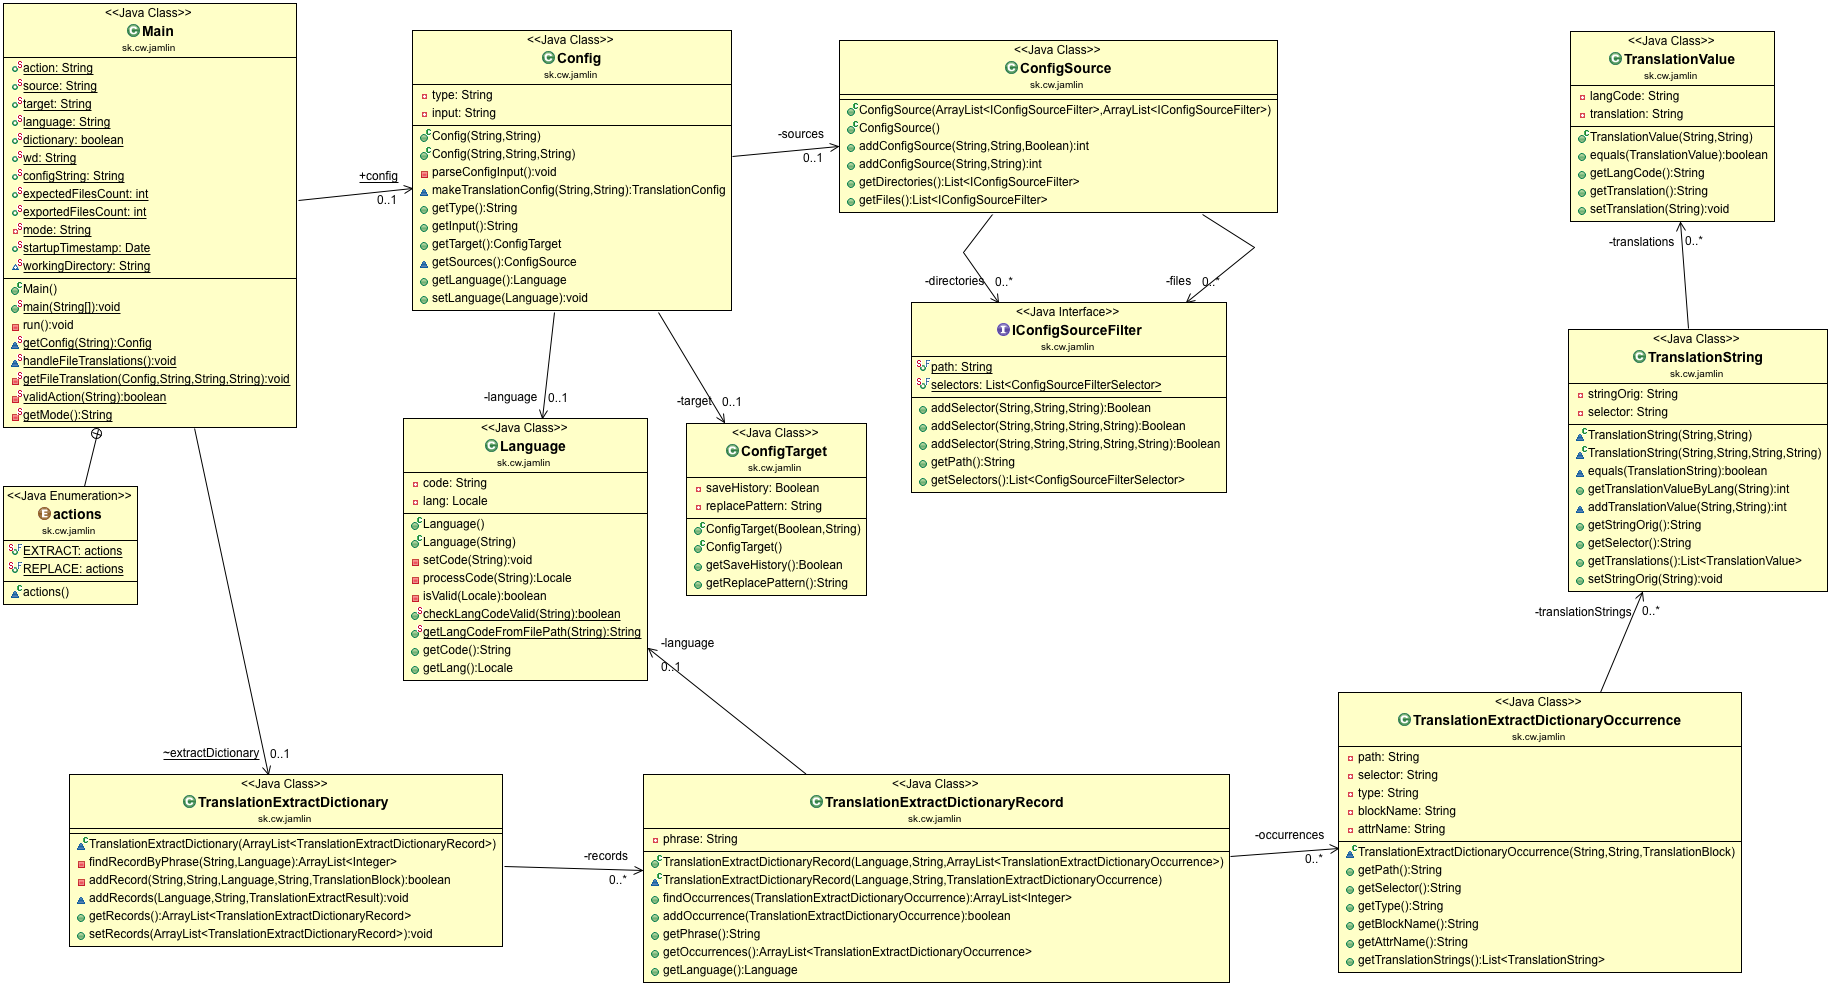 <<Java Class>>
Main
sk.cw.jamlin
action: String
source: String
target: String
language: String
dictionary: boolean
wd: String
configString: String
expectedFilesCount: int
exportedFilesCount: int
mode: String
startupTimestamp: Date
workingDirectory: String
Main()
main(String[]):void
run():void
getConfig(String):Config
handleFileTranslations():void
getFileTranslation(Config,String,String,String):void
validAction(String):boolean
getMode():String
+config
0..1
<<Java Class>>
Config
sk.cw.jamlin
type: String
input: String
Config(String,String)
Config(String,String,String)
parseConfigInput():void
makeTranslationConfig(String,String):TranslationConfig
getType():String
getInput():String
getTarget():ConfigTarget
getSources():ConfigSource
getLanguage():Language
setLanguage(Language):void
-sources
0..1
<<Java Class>>
ConfigSource
sk.cw.jamlin
ConfigSource(ArrayList<IConfigSourceFilter>,ArrayList<IConfigSourceFilter>)
ConfigSource()
addConfigSource(String,String,Boolean):int
addConfigSource(String,String):int
getDirectories():List<IConfigSourceFilter>
getFiles():List<IConfigSourceFilter>
-directories
0..*
-files
0..*
<<Java Interface>>
IConfigSourceFilter
sk.cw.jamlin
path: String
selectors: List<ConfigSourceFilterSelector>
addSelector(String,String,String):Boolean
addSelector(String,String,String,String):Boolean
addSelector(String,String,String,String,String):Boolean
getPath():String
getSelectors():List<ConfigSourceFilterSelector>
<<Java Class>>
TranslationValue
sk.cw.jamlin
langCode: String
translation: String
TranslationValue(String,String)
equals(TranslationValue):boolean
getLangCode():String
getTranslation():String
setTranslation(String):void
-translations
0..*
<<Java Class>>
TranslationString
sk.cw.jamlin
stringOrig: String
selector: String
TranslationString(String,String)
TranslationString(String,String,String,String)
equals(TranslationString):boolean
getTranslationValueByLang(String):int
addTranslationValue(String,String):int
getStringOrig():String
getSelector():String
getTranslations():List<TranslationValue>
setStringOrig(String):void
-translationStrings
0..*
-language
0..1
-target
0..1
<<Java Class>>
Language
sk.cw.jamlin
code: String
lang: Locale
Language()
Language(String)
setCode(String):void
processCode(String):Locale
isValid(Locale):boolean
checkLangCodeValid(String):boolean
getLangCodeFromFilePath(String):String
getCode():String
getLang():Locale
<<Java Class>>
ConfigTarget
sk.cw.jamlin
saveHistory: Boolean
replacePattern: String
ConfigTarget(Boolean,String)
ConfigTarget()
getSaveHistory():Boolean
getReplacePattern():String
<<Java Enumeration>>
actions
sk.cw.jamlin
EXTRACT: actions
REPLACE: actions
actions()
-language
0..1
~extractDictionary
0..1
<<Java Class>>
TranslationExtractDictionary
sk.cw.jamlin
TranslationExtractDictionary(ArrayList<TranslationExtractDictionaryRecord>)
findRecordByPhrase(String,Language):ArrayList<Integer>
addRecord(String,String,Language,String,TranslationBlock):boolean
addRecords(Language,String,TranslationExtractResult):void
getRecords():ArrayList<TranslationExtractDictionaryRecord>
setRecords(ArrayList<TranslationExtractDictionaryRecord>):void
-records
0..*
<<Java Class>>
TranslationExtractDictionaryRecord
sk.cw.jamlin
phrase: String
TranslationExtractDictionaryRecord(Language,String,ArrayList<TranslationExtractDictionaryOccurrence>)
TranslationExtractDictionaryRecord(Language,String,TranslationExtractDictionaryOccurrence)
findOccurrences(TranslationExtractDictionaryOccurrence):ArrayList<Integer>
addOccurrence(TranslationExtractDictionaryOccurrence):boolean
getPhrase():String
getOccurrences():ArrayList<TranslationExtractDictionaryOccurrence>
getLanguage():Language
-occurrences
0..*
<<Java Class>>
TranslationExtractDictionaryOccurrence
sk.cw.jamlin
path: String
selector: String
type: String
blockName: String
attrName: String
TranslationExtractDictionaryOccurrence(String,String,TranslationBlock)
getPath():String
getSelector():String
getType():String
getBlockName():String
getAttrName():String
getTranslationStrings():List<TranslationString>